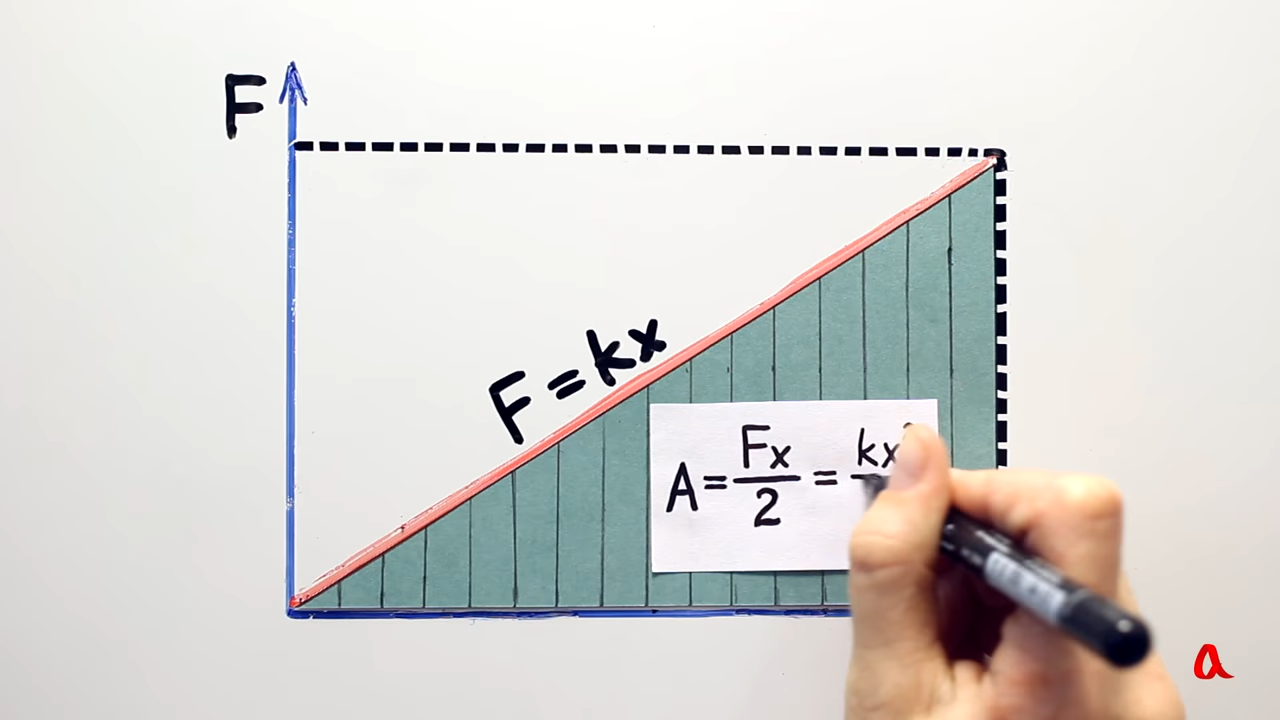 F
F = kx
A = Fx/2 = kx
a